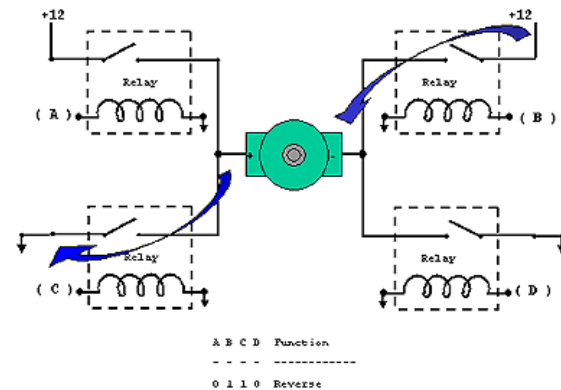 +12 +12
Relay Relay
( A ) ( B )
+ -
Relay Relay
( C ) ( D )
A B C D Function
- - - - ------------
0 1 1 0 Reverse